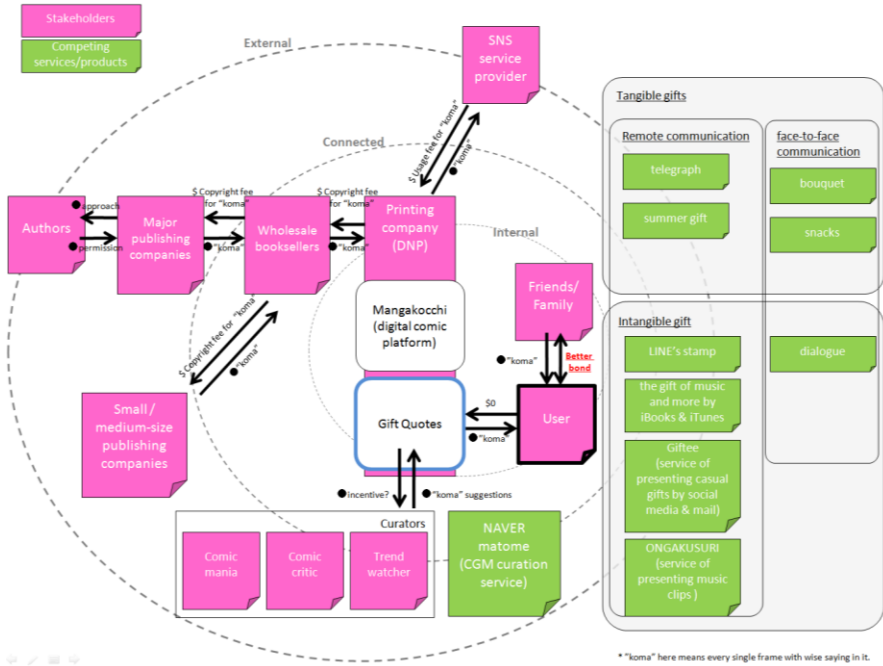 Stakeholders
Competing
services/products
External
Connected
Internal
SNS
service
provider
$ Usage fee for "koma"
●"koma"
Authors
●approach
●permission
Major
publishing
companies
$ Copyright fee
for "koma"
●"koma"
Wholesale
booksellers
$ Copyright fee
for "koma"
●"koma"
Printing
company
(DNP)
Mangakocchi
(digital comic
platform)
Gift Quotes
Friends/
Family
●"koma"
Better
bond
$0
●"koma"
User
$ Copyright fee for "koma"
●"koma"
Small/
medium-size
publishing
companies
●incentive?
●"koma" suggestions
Curators
Comic
mania
Comic
critic
Trend
watcher
NAVER
matome
(CGM curation
service)
Tangible gifts
Remote communication
telegraph
summer gift
face-to-face
communication
bouquet
snacks
Intangible gift
LINE's stamp
the gift of music
and more by
iBooks & iTunes
Giftee
(service of
presenting casual
gifts by social
media & mail)
ONGAKUSURI
(service of
presenting music
clips )
dialogue
* "koma" here means every single frame with wise saying in it.